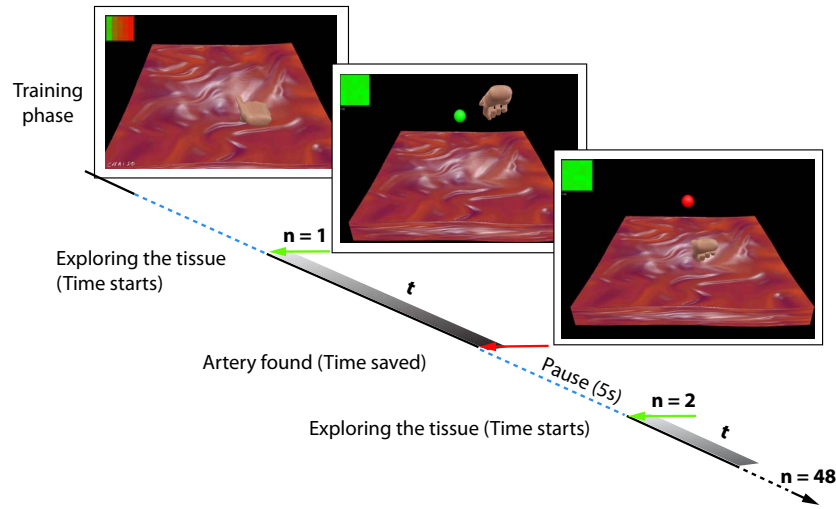 Training
phase
n = 1
Exploring the tissue
(Time starts)
t
Artery found (Time saved)
Pause (5s)
n = 2
Exploring the tissue (Time starts)
t
n = 48